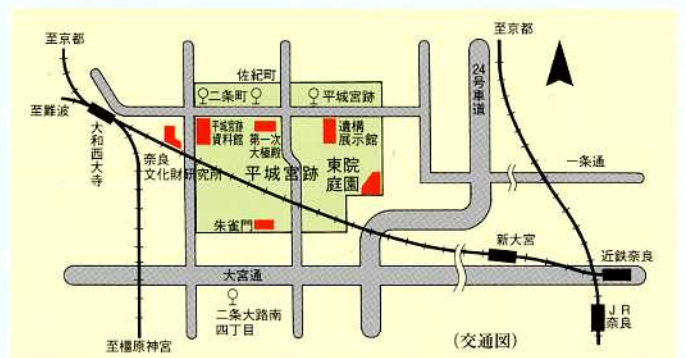 至京都
至京都
佐紀町
24号車道
二条町
平城宮跡
至難波
平城宮跡
資料館
第一次
大極殿
遺構
展示館
大和西大寺
奈良
文化財研究所
平城宮跡
東院
庭園
一条通
朱雀門
新大宮
近鉄奈良
大宮通
二条大路南
四丁目
JR
奈良
至橿原神宮
(交通図)